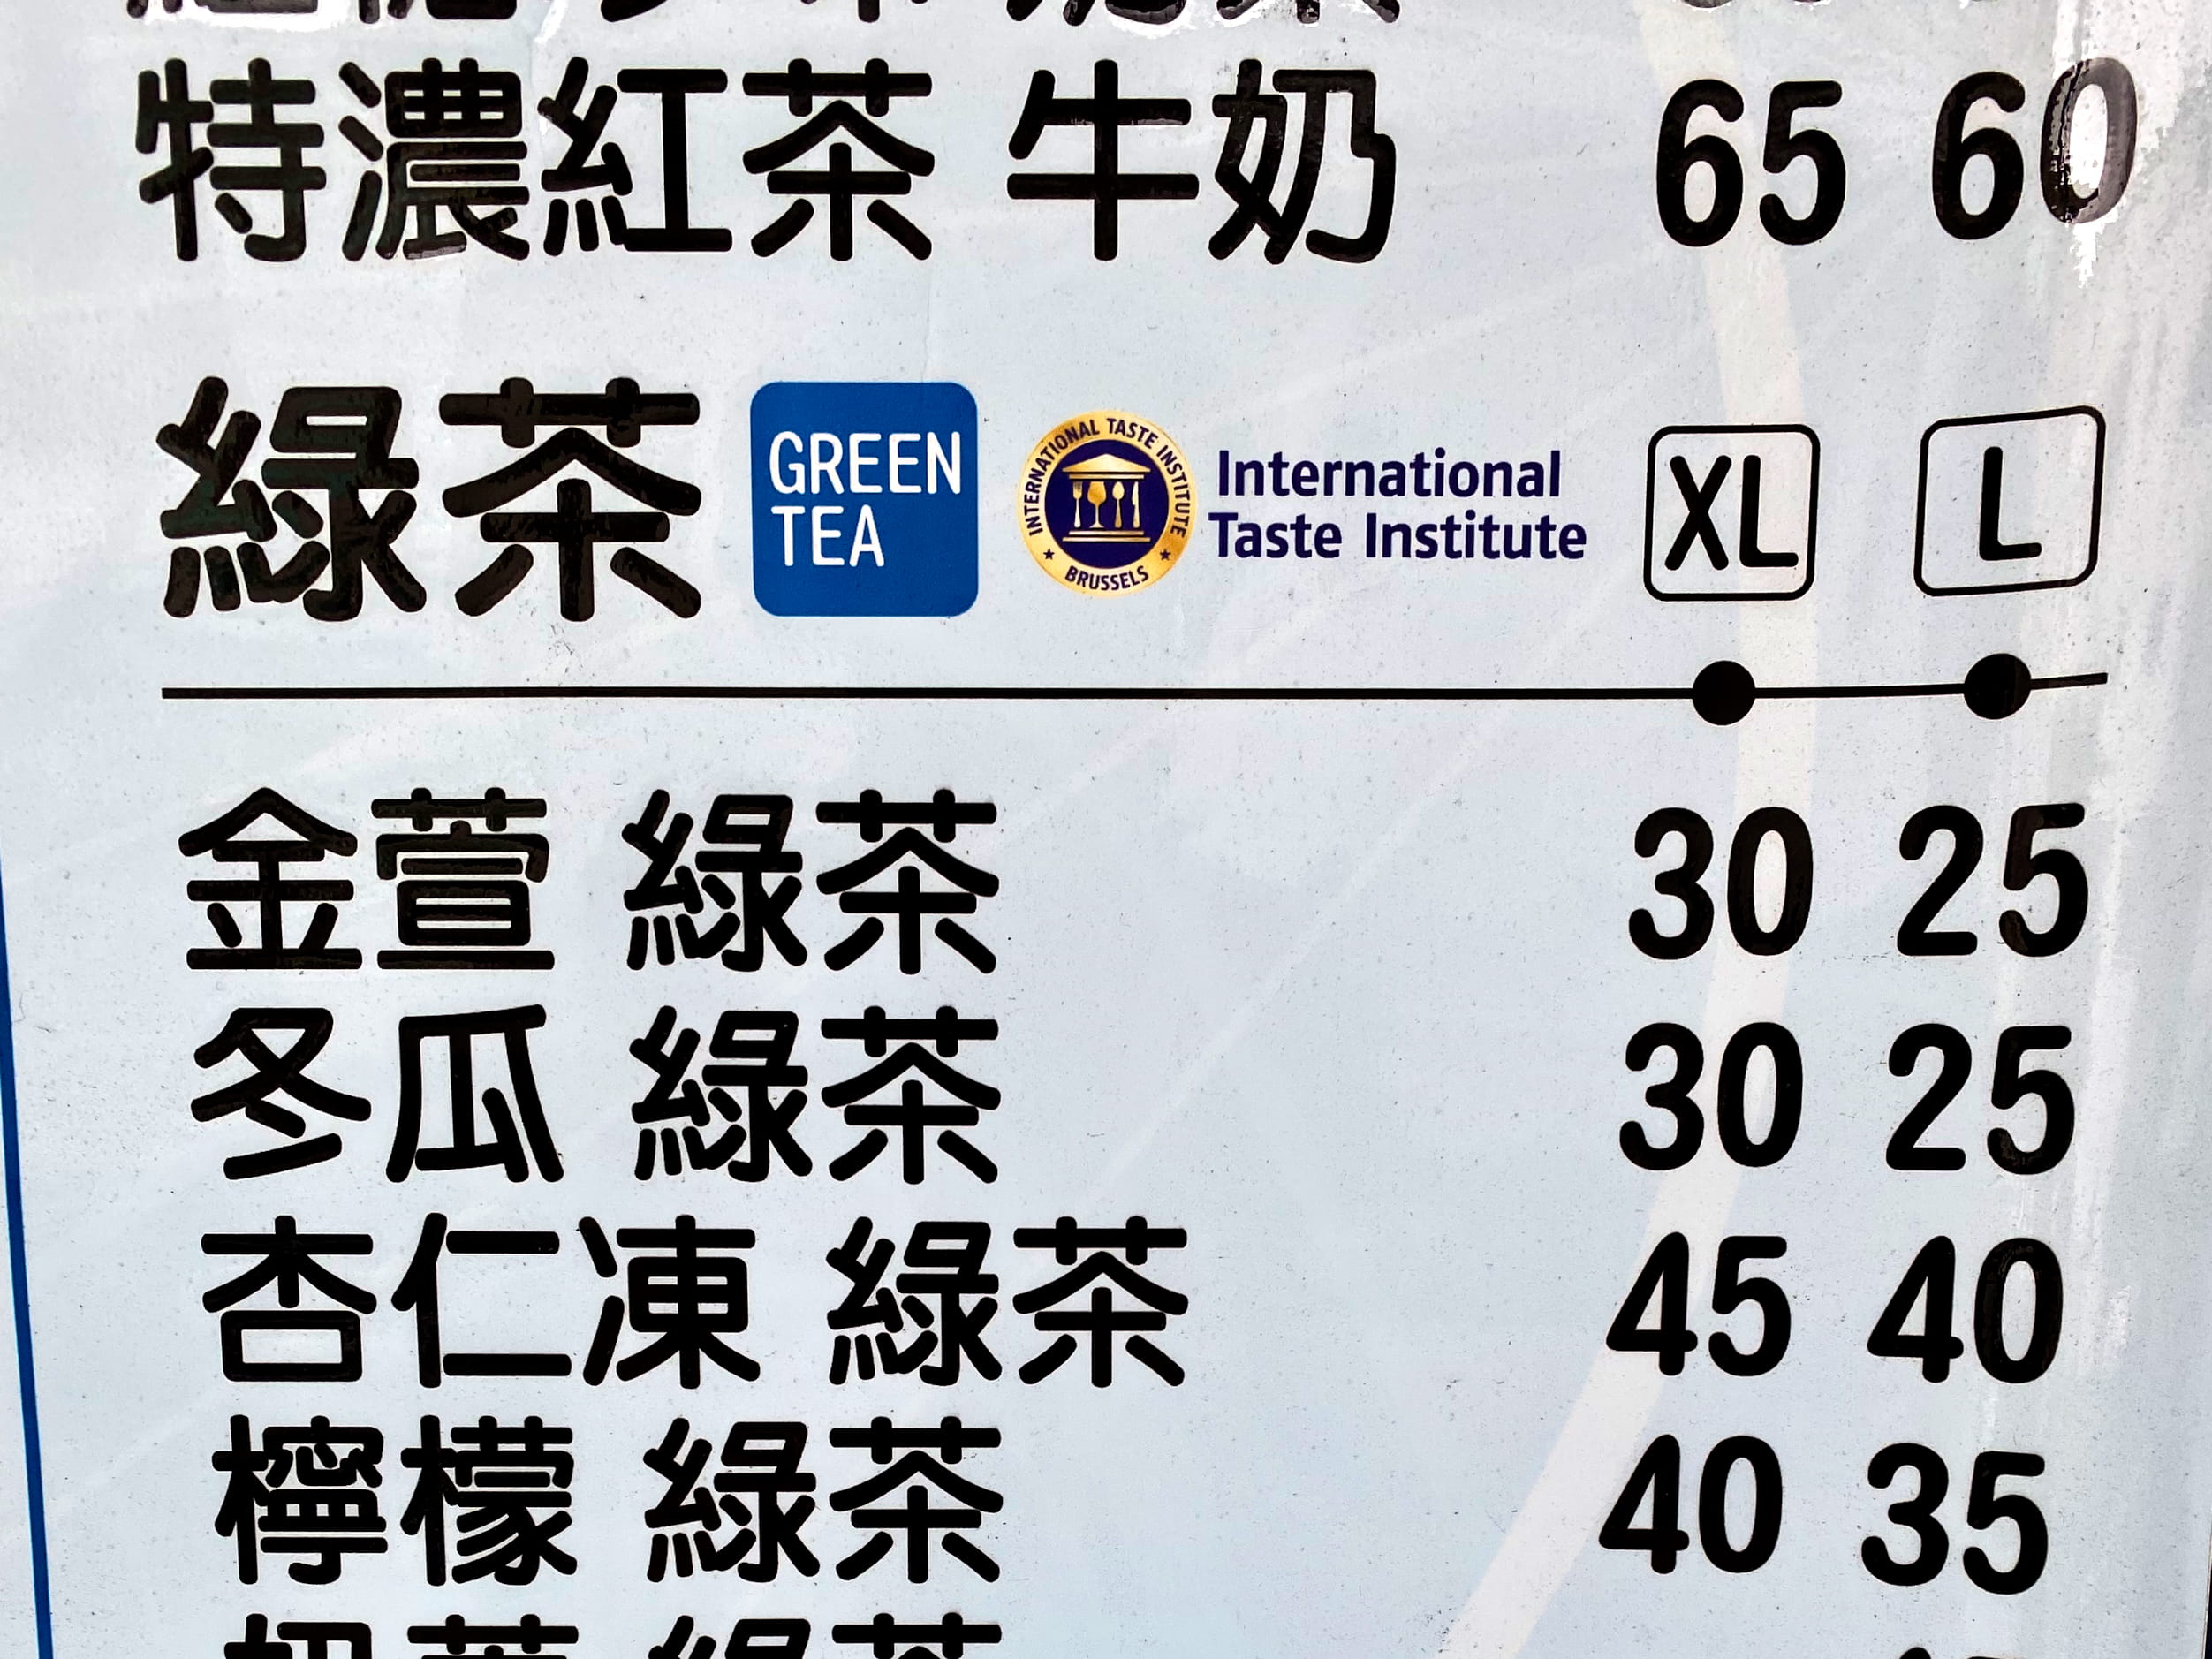 特濃紅茶 牛奶 65 60
綠茶 GREEN TEA INTERNATIONAL TASTE INSTITUTE BRUSSELS International Taste Institute XL L
金萱 綠茶 30 25
冬瓜 綠茶 30 25
杏仁凍 綠茶 45 40
檸檬 綠茶 40 35
綠茶